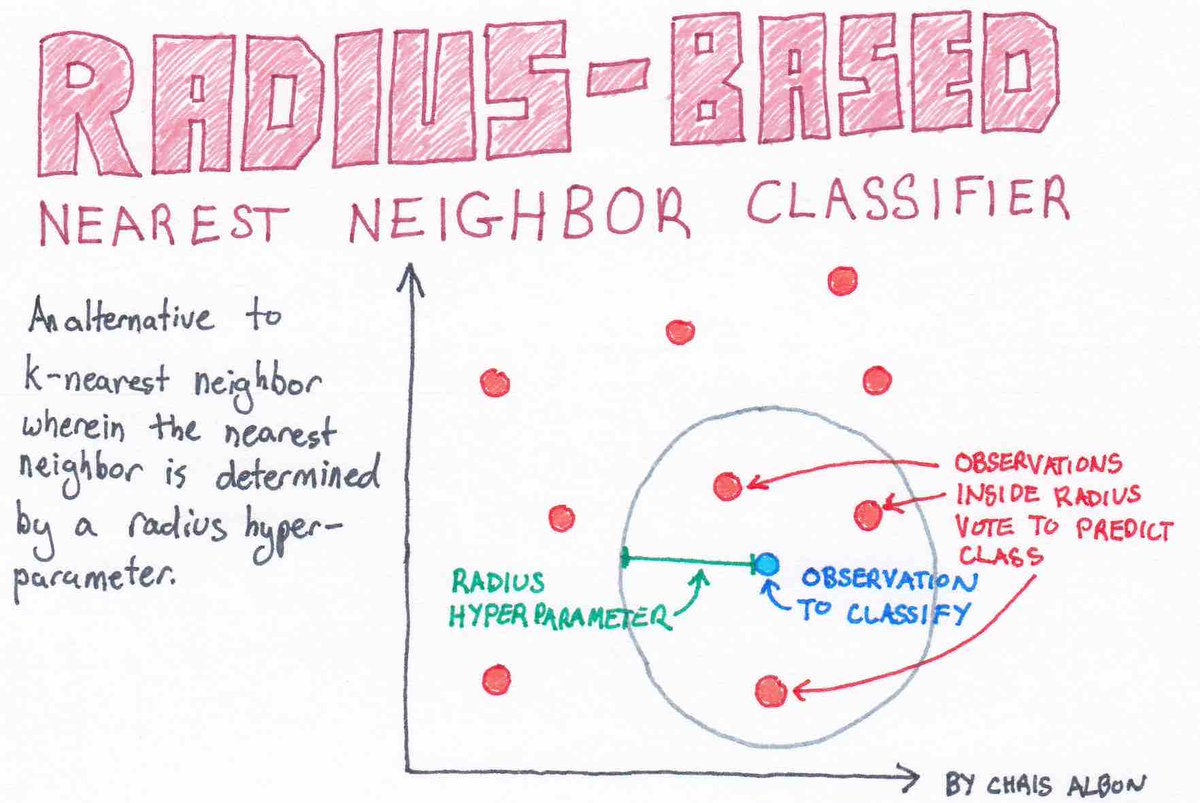 RADIUS-BASED
NEAREST NEIGHBOR CLASSIFIER
An alternative to
K-nearest neighbor
wherein the nearest
neighbor is determined
by a radius hyper-
parameter.
OBSERVATIONS
INSIDE RADIUS
VOTE TO PREDICT
CLASS
RADIUS
HYPERPARAMETER
OBSERVATION
TO CLASSIFY
BY CHRIS ALBON